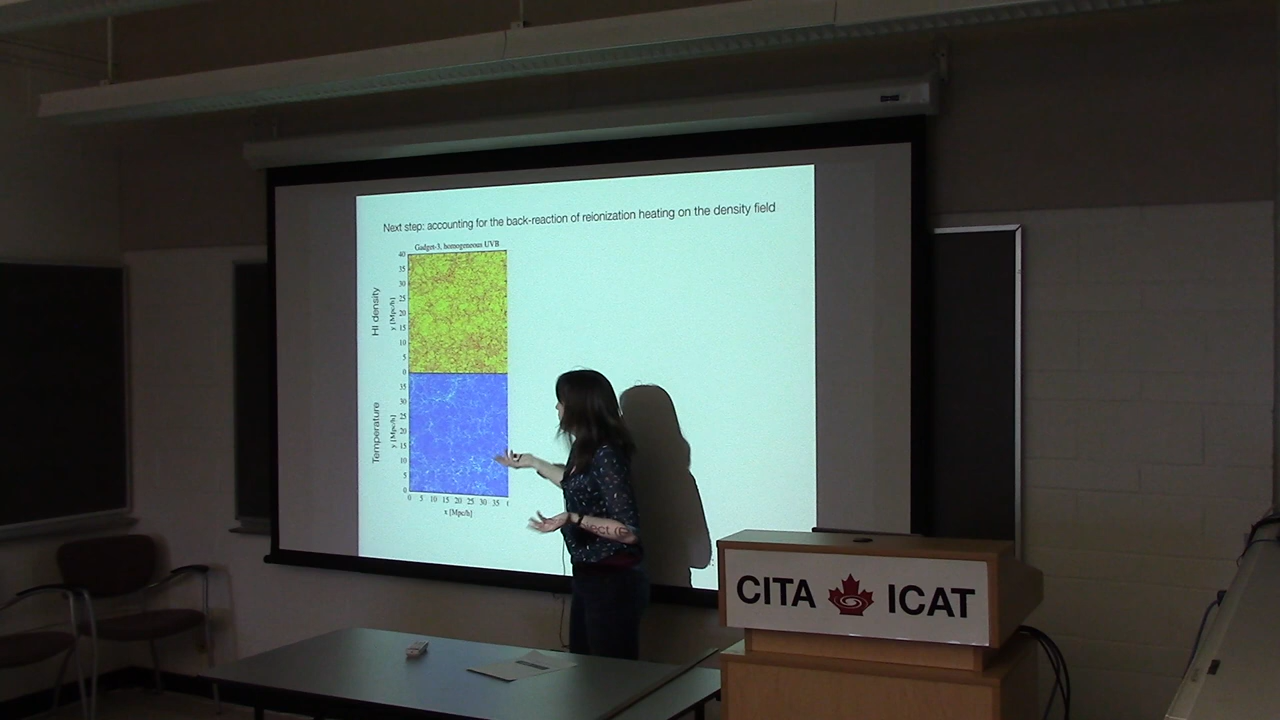 Next step: accounting for the back-reaction of reionization heating on the density field
Gadget-3, homogeneous UVB
HI density
y [Mpc/h]
40
35
30
25
20
15
10
5
0
Temperature
y [Mpc/h]
35
30
25
20
15
10
5
0
0 5 10 15 20 25 30 35
x [Mpc/h]
ject (E
CITA ICAT